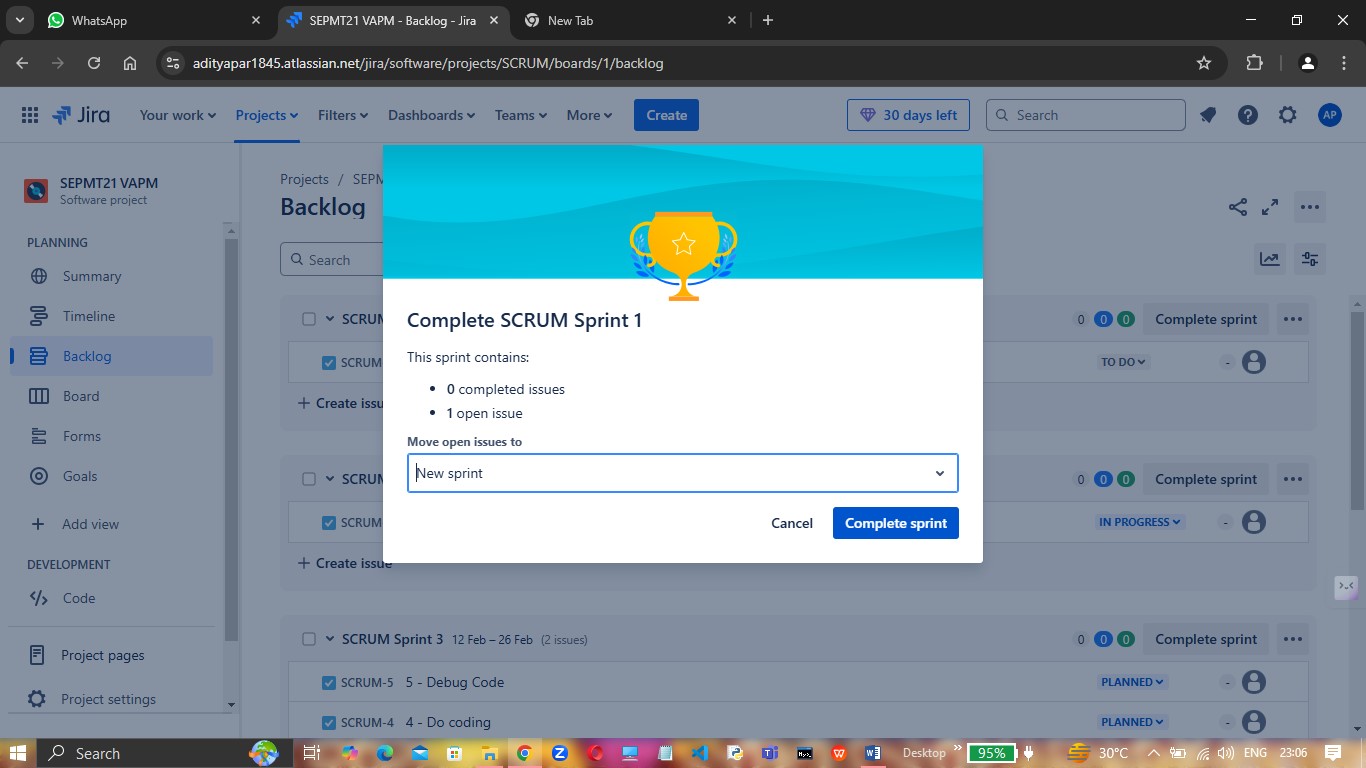 WhatsApp
SEPMT21 VAPM - Backlog - Jira
New Tab
adityapar1845.atlassian.net/jira/software/projects/SCRUM/boards/1/backlog
Jira
Your work
Projects
Filters
Dashboards
Teams
More
Create
30 days left
Search
AP
SEPMT21 VAPM
Software project
PLANNING
Summary
Timeline
Backlog
Board
Forms
Goals
Add view
DEVELOPMENT
Code
Project pages
Project settings
Projects / SEPM
Backlog
Search
SCRUM
0 0 0 Complete sprint
SCRUM
TO DO -
+ Create issu
SCRUM
0 0 0 Complete sprint
SCRUM
IN PROGRESS -
+ Create issue
SCRUM Sprint 3 12 Feb – 26 Feb (2 issues)
0 0 0 Complete sprint
SCRUM-5 5 - Debug Code PLANNED -
SCRUM-4 4 - Do coding PLANNED -
Complete SCRUM Sprint 1
This sprint contains:
• 0 completed issues
• 1 open issue
Move open issues to
New sprint
Cancel Complete sprint
Search
Desktop
95%
30°C
ENG
23:06